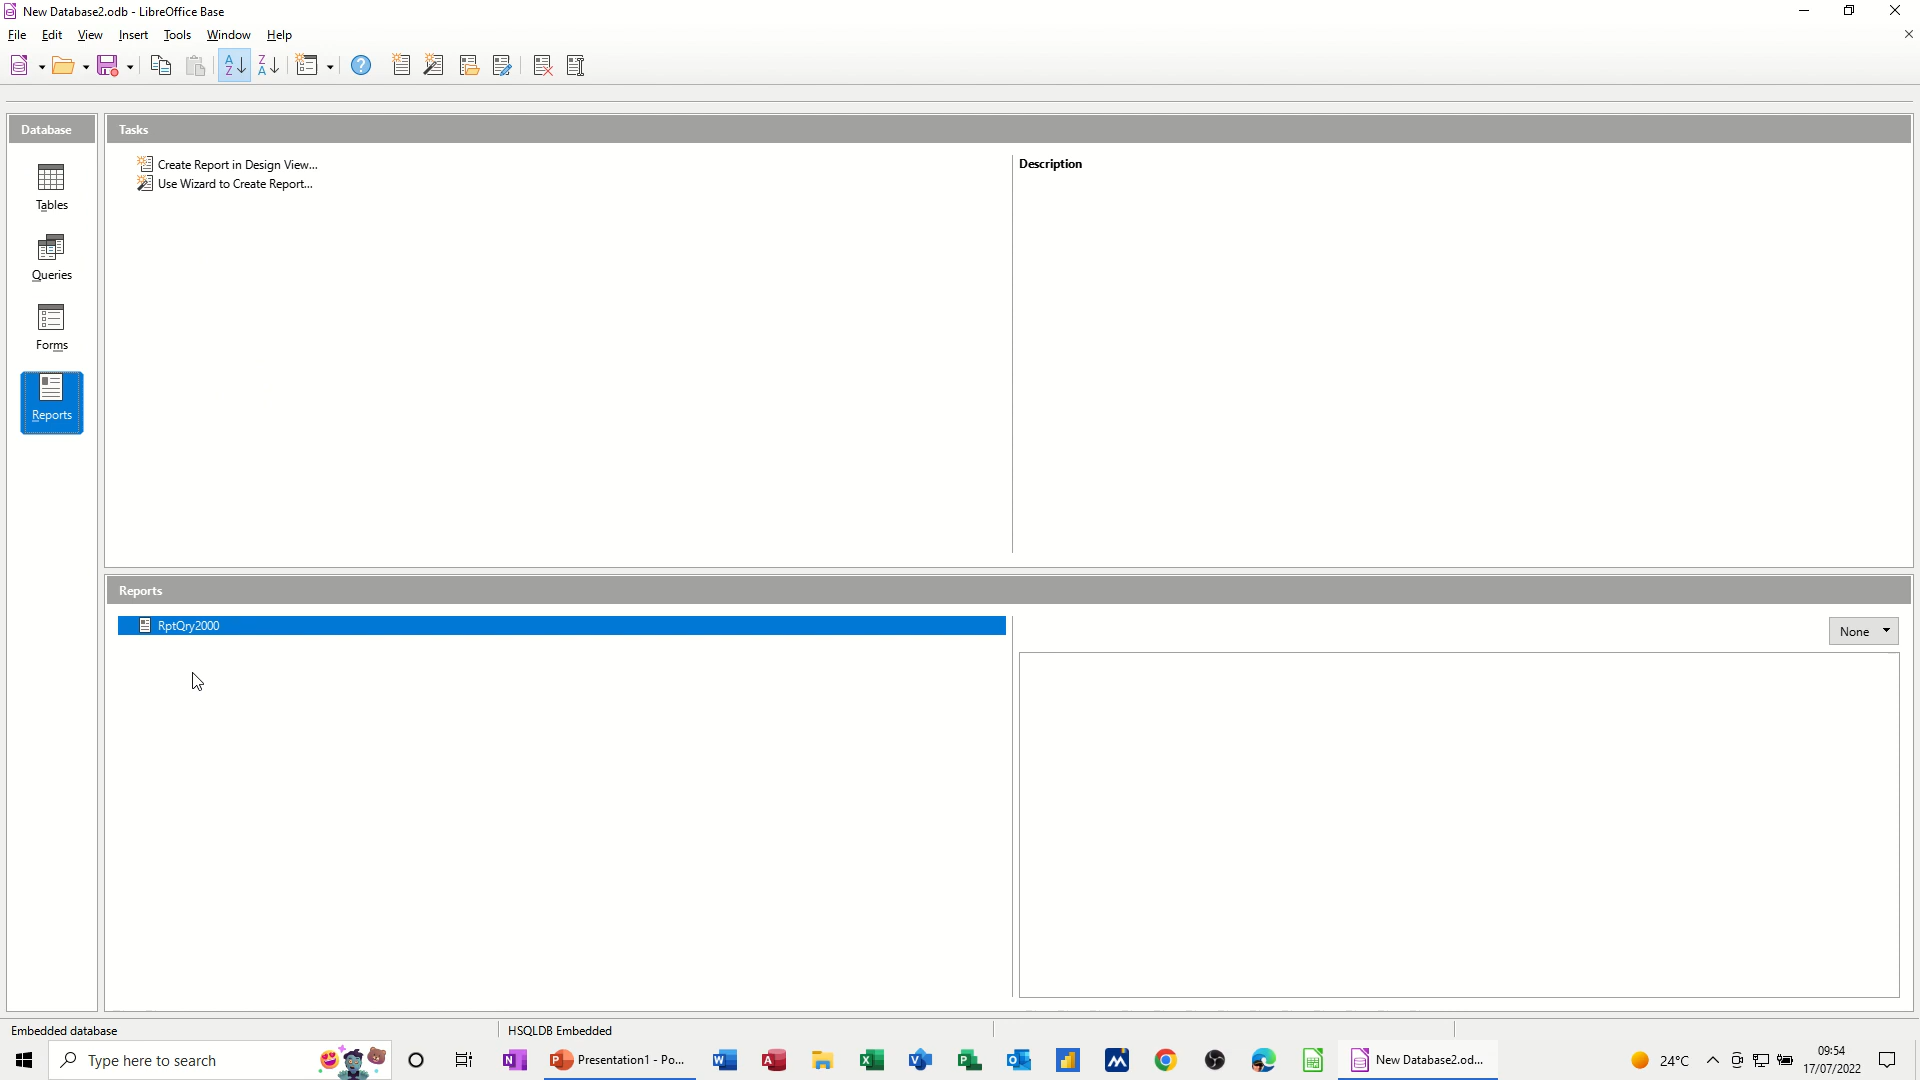 New Database2.odb - LibreOffice Base
File Edit View Insert Tools Window Help
Database
Tasks
Tables
Queries
Forms
Reports
Create Report in Design View...
Use Wizard to Create Report...
Description
Reports
RptQry2000
None
Embedded database
HSQLDB Embedded
Type here to search
Presentation1 - Po...
New Database2.od...
24°C
09:54
17/07/2022